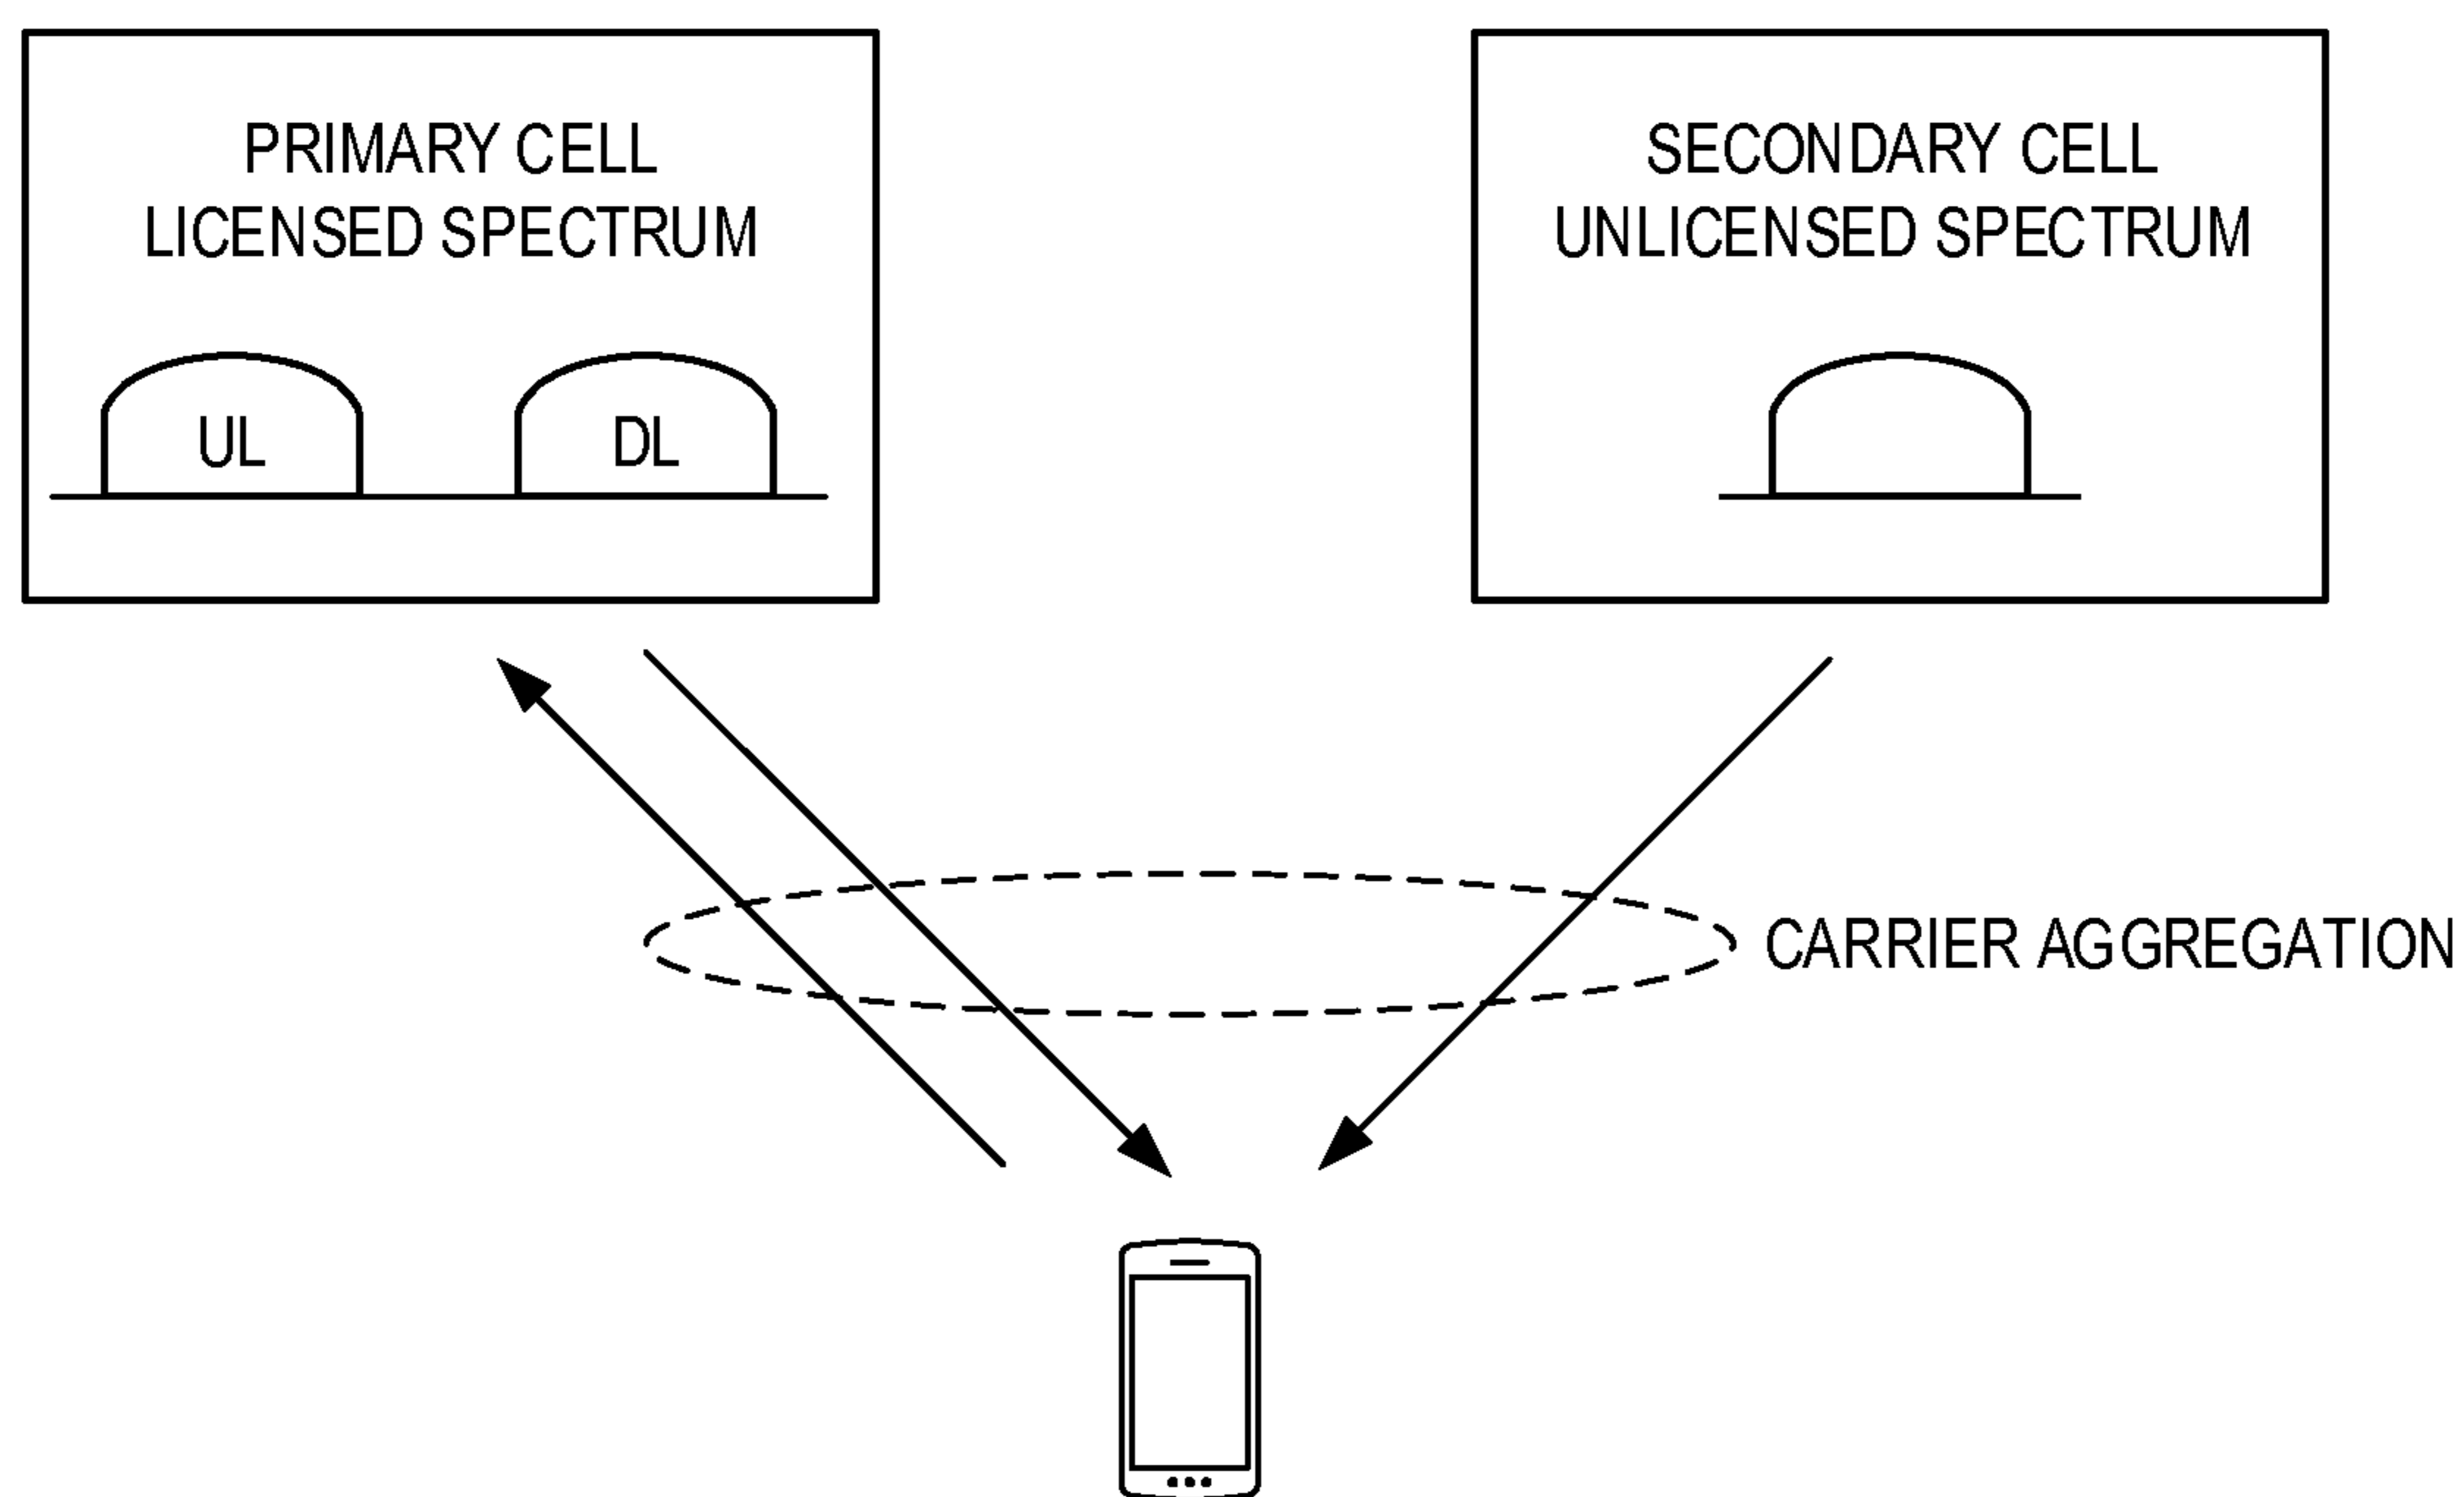 PRIMARY CELL
LICENSED SPECTRUM
UL
DL
SECONDARY CELL
UNLICENSED SPECTRUM
CARRIER AGGREGATION